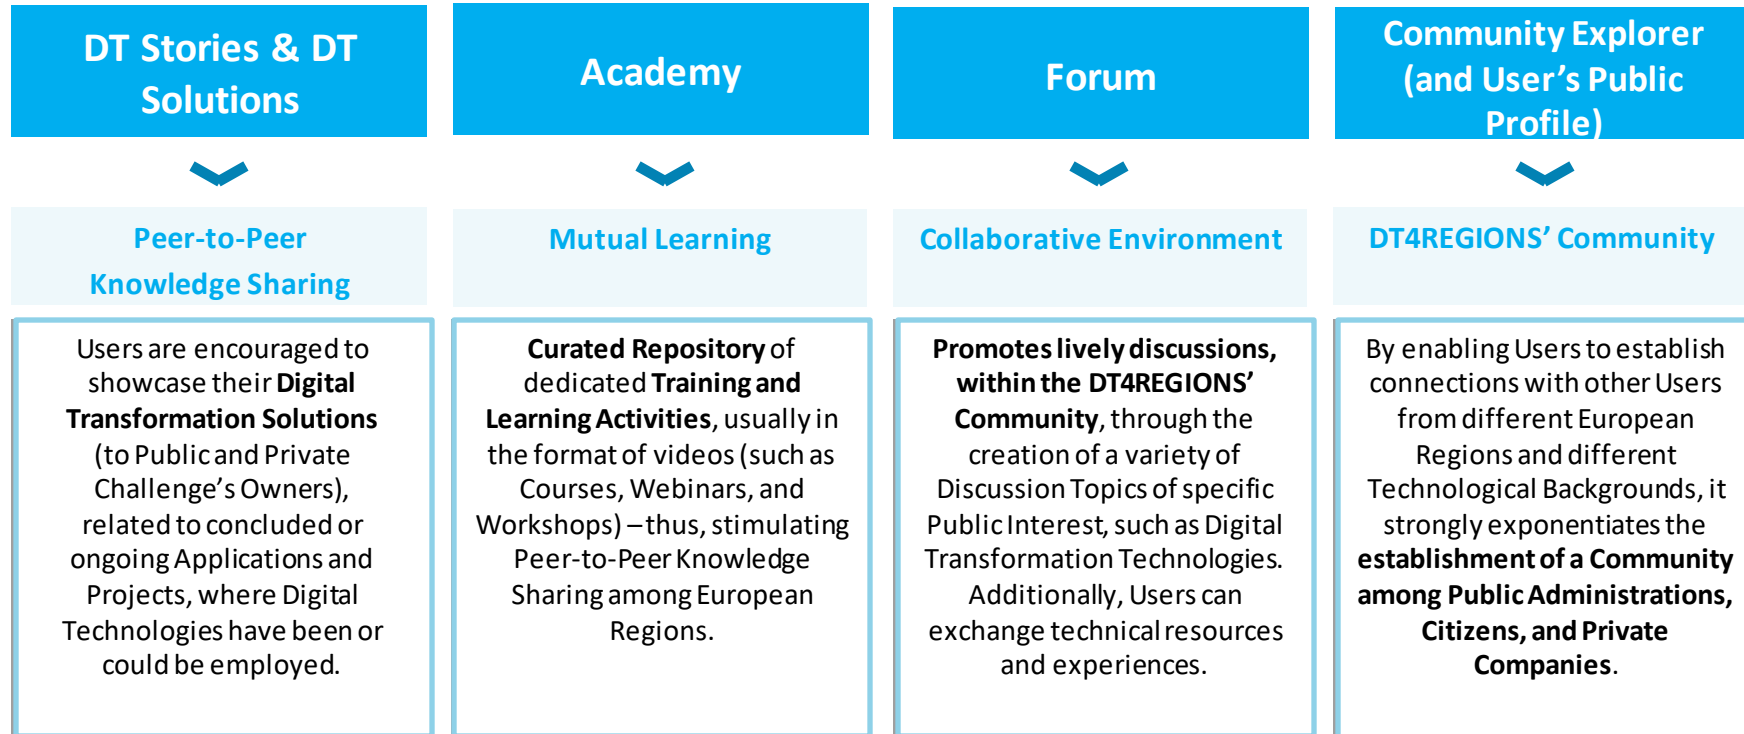 DT Stories & DT
Solutions
Peer-to-Peer
Knowledge Sharing
Users are encouraged to
showcase their Digital
Transformation Solutions
(to Public and Private
Challenge's Owners),
related to concluded or
ongoing Applications and
Projects, where Digital
Technologies have been or
could be employed.
Academy
Mutual Learning
Curated Repository of
dedicated Training and
Learning Activities, usually in
the format of videos (such as
Courses, Webinars, and
Workshops) – thus, stimulating
Peer-to-Peer Knowledge
Sharing among European
Regions.
Forum
Collaborative Environment
Promotes lively discussions,
within the DT4REGIONS'
Community, through the
creation of a variety of
Discussion Topics of specific
Public Interest, such as Digital
Transformation Technologies.
Additionally, Users can
exchange technical resources
and experiences.
Community Explorer
(and User's Public
Profile)
DT4REGIONS' Community
By enabling Users to establish
connections with other Users
from different European
Regions and different
Technological Backgrounds, it
strongly exponentiates the
establishment of a Community
among Public Administrations,
Citizens, and Private
Companies.